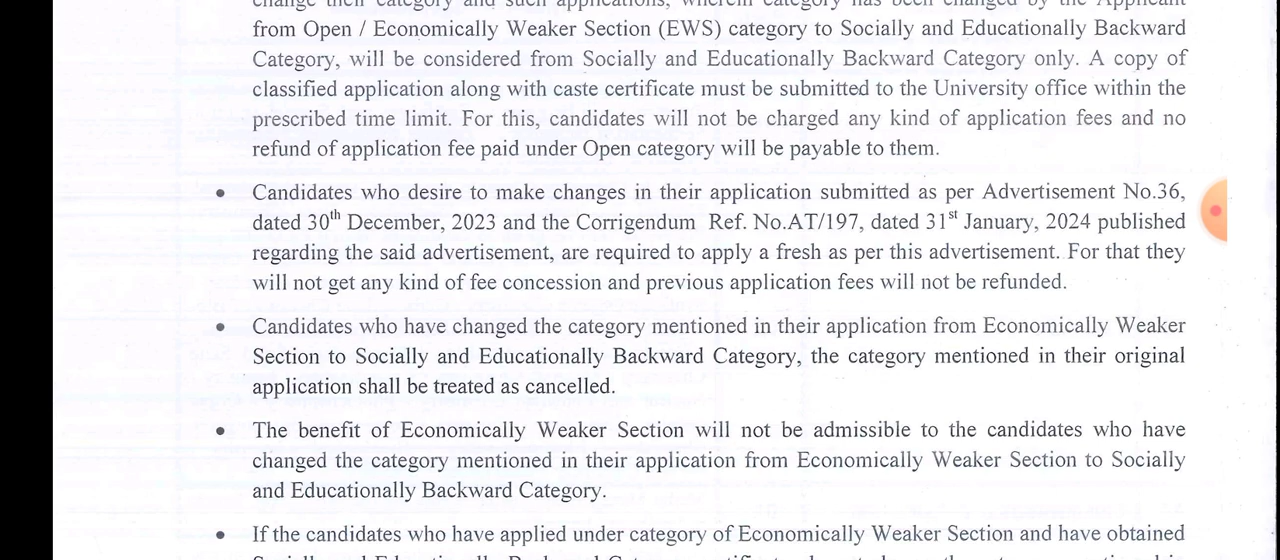 change their category and such applications, wherein category has been changed by the Applicant
from Open / Economically Weaker Section (EWS) category to Socially and Educationally Backward
Category, will be considered from Socially and Educationally Backward Category only. A copy of
classified application along with caste certificate must be submitted to the University office within the
prescribed time limit. For this, candidates will not be charged any kind of application fees and no
refund of application fee paid under Open category will be payable to them.
• Candidates who desire to make changes in their application submitted as per Advertisement No.36,
dated 30th December, 2023 and the Corrigendum Ref. No.AT/197, dated 31st January, 2024 published
regarding the said advertisement, are required to apply a fresh as per this advertisement. For that they
will not get any kind of fee concession and previous application fees will not be refunded.
• Candidates who have changed the category mentioned in their application from Economically Weaker
Section to Socially and Educationally Backward Category, the category mentioned in their original
application shall be treated as cancelled.
• The benefit of Economically Weaker Section will not be admissible to the candidates who have
changed the category mentioned in their application from Economically Weaker Section to Socially
and Educationally Backward Category.
• If the candidates who have applied under category of Economically Weaker Section and have obtained